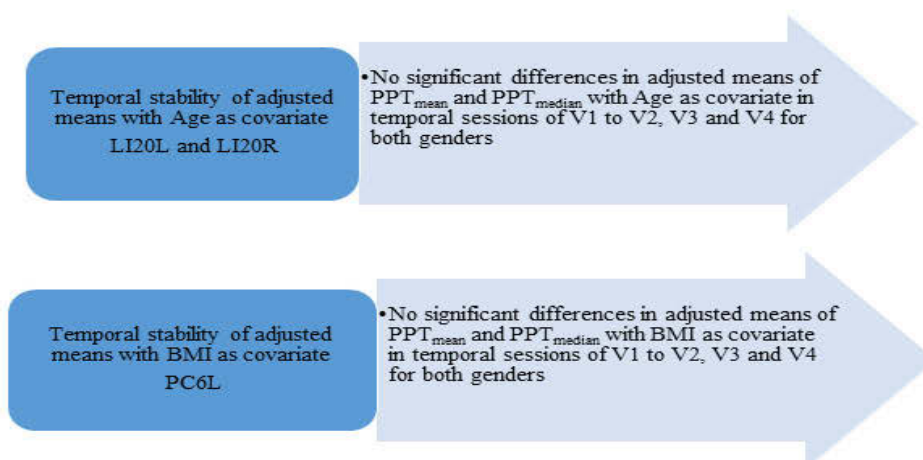 Temporal stability of adjusted
means with Age as covariate
LI20L and LI20R
•No significant differences in adjusted means of
PPTmean and PPTmedian with Age as covariate in
temporal sessions of V1 to V2, V3 and V4 for
both genders
Temporal stability of adjusted
means with BMI as covariate
PC6L
•No significant differences in adjusted means of
PPTmean and PPTmedian with BMI as covariate
in temporal sessions of V1 to V2, V3 and V4
for both genders